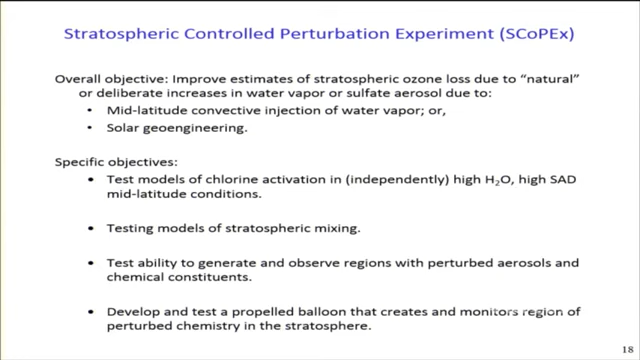 Stratospheric Controlled Perturbation Experiment (SCoPEx)
Overall objective: Improve estimates of stratospheric ozone loss due to “natural”
or deliberate increases in water vapor or sulfate aerosol due to:
• Mid-latitude convective injection of water vapor; or,
• Solar geoengineering.
Specific objectives:
• Test models of chlorine activation in (independently) high H₂O, high SAD
mid-latitude conditions.
• Testing models of stratospheric mixing.
• Test ability to generate and observe regions with perturbed aerosols and
chemical constituents.
• Develop and test a propelled balloon that creates and monitors region of
perturbed chemistry in the stratosphere.
18